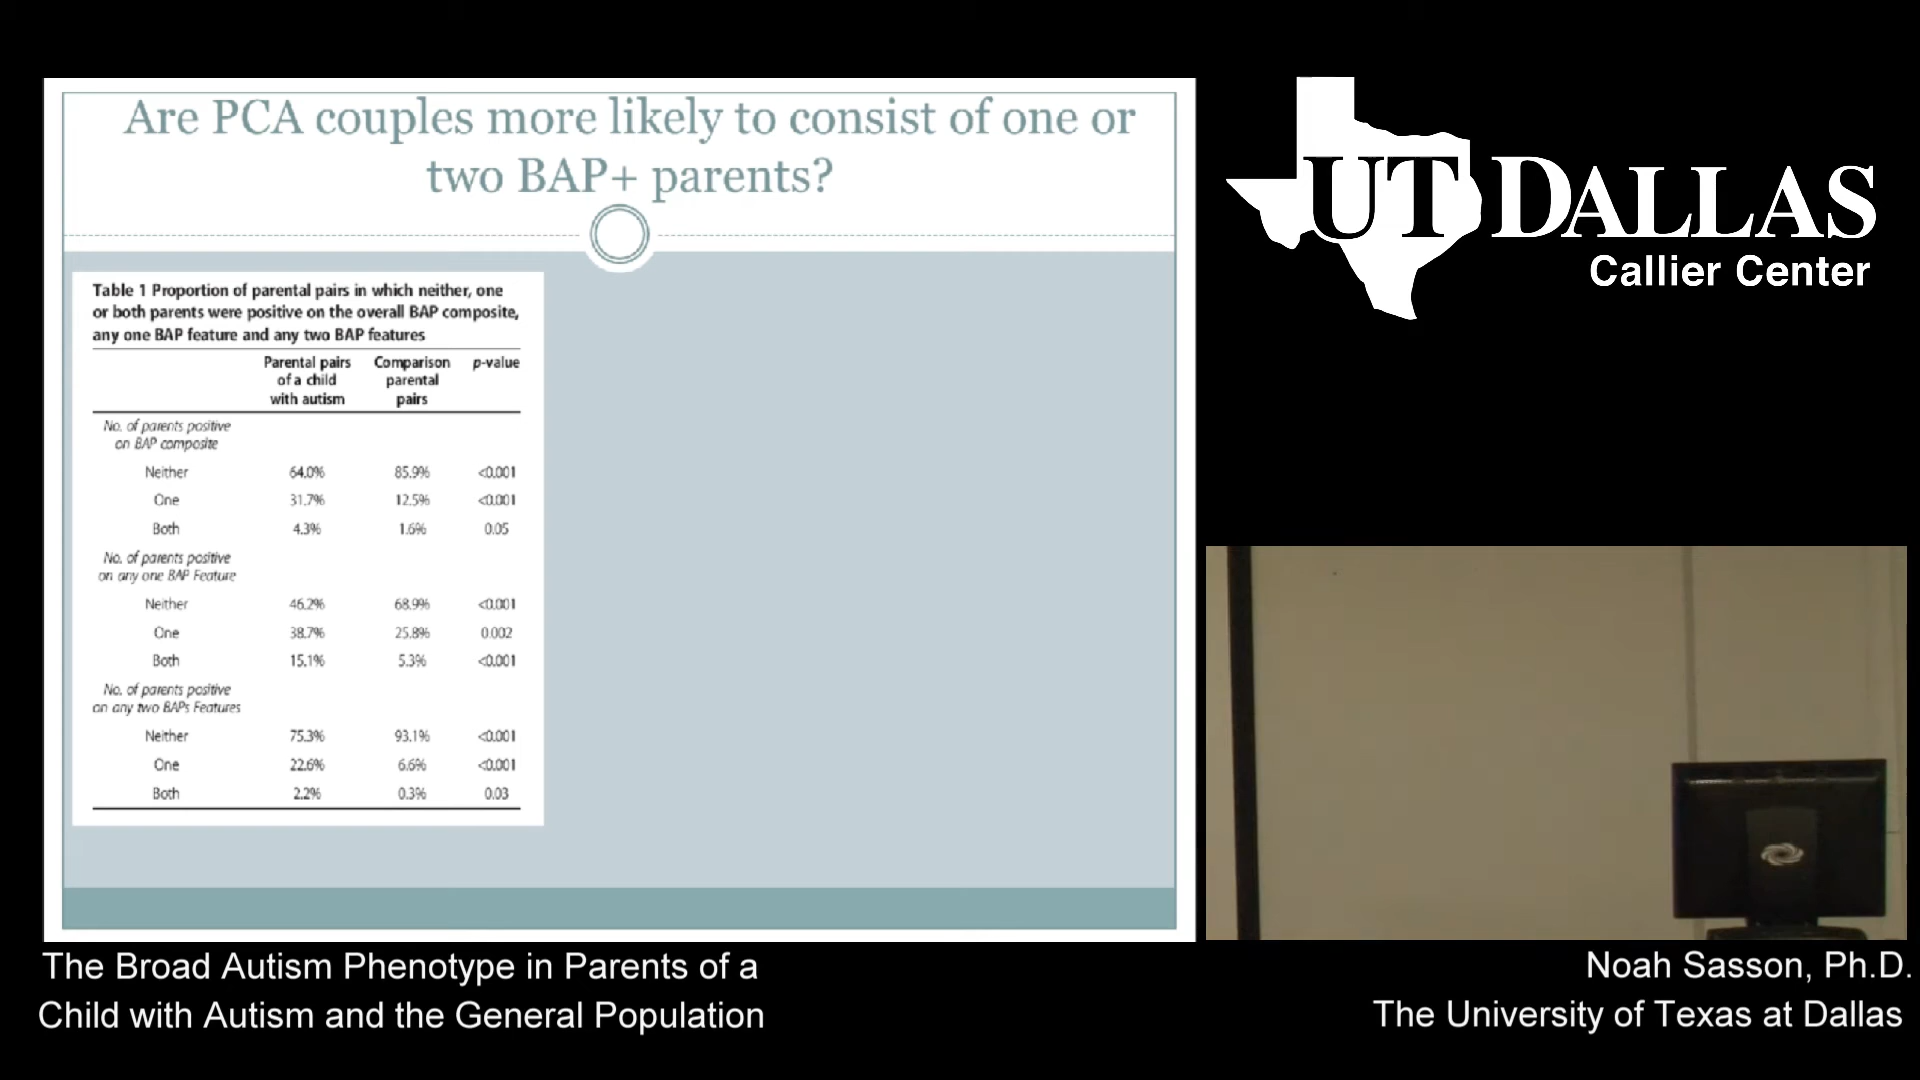 Are PCA couples more likely to consist of one or
two BAP+ parents?
Table 1 Proportion of parental pairs in which neither, one
or both parents were positive on the overall BAP composite,
any one BAP feature and any two BAP features
Parental pairs of a child with autism Comparison parental pairs p-value
No. of parents positive
on BAP composite
Neither 64.0% 85.9% <0.001
One 31.7% 12.5% <0.001
Both 4.3% 1.6% 0.05
No. of parents positive
on any one BAP Feature
Neither 46.2% 68.9% <0.001
One 38.7% 25.8% 0.002
Both 15.1% 5.3% <0.001
No. of parents positive
on any two BAPs Features
Neither 75.3% 93.1% <0.001
One 22.6% 6.6% <0.001
Both 2.2% 0.3% 0.03
UT DALLAS
Callier Center
The Broad Autism Phenotype in Parents of a
Child with Autism and the General Population
Noah Sasson, Ph.D.
The University of Texas at Dallas